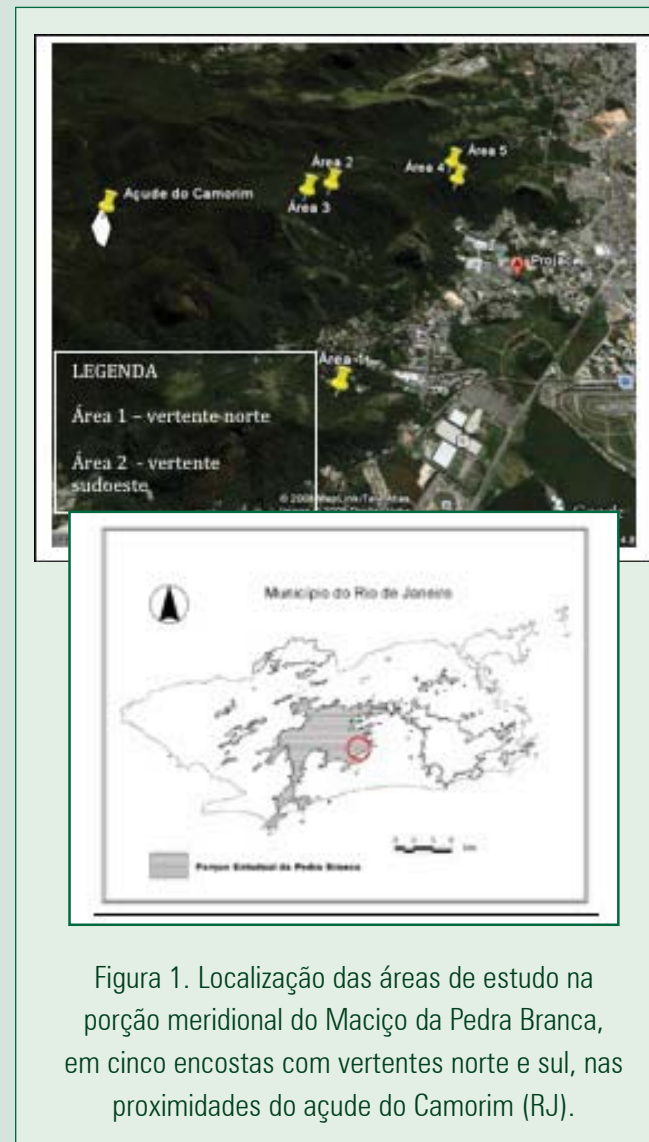 Açude do Camorim
Área 2
Área 3
Área 5
Área 4
Projac
Área 1
LEGENDA
Área 1 – vertente norte
Área 2 - vertente
sudoeste
Município do Rio de Janeiro
km
Parque Estadual da Pedra Branca
Figura 1. Localização das áreas de estudo na
porção meridional do Maciço da Pedra Branca,
em cinco encostas com vertentes norte e sul, nas
proximidades do açude do Camorim (RJ).